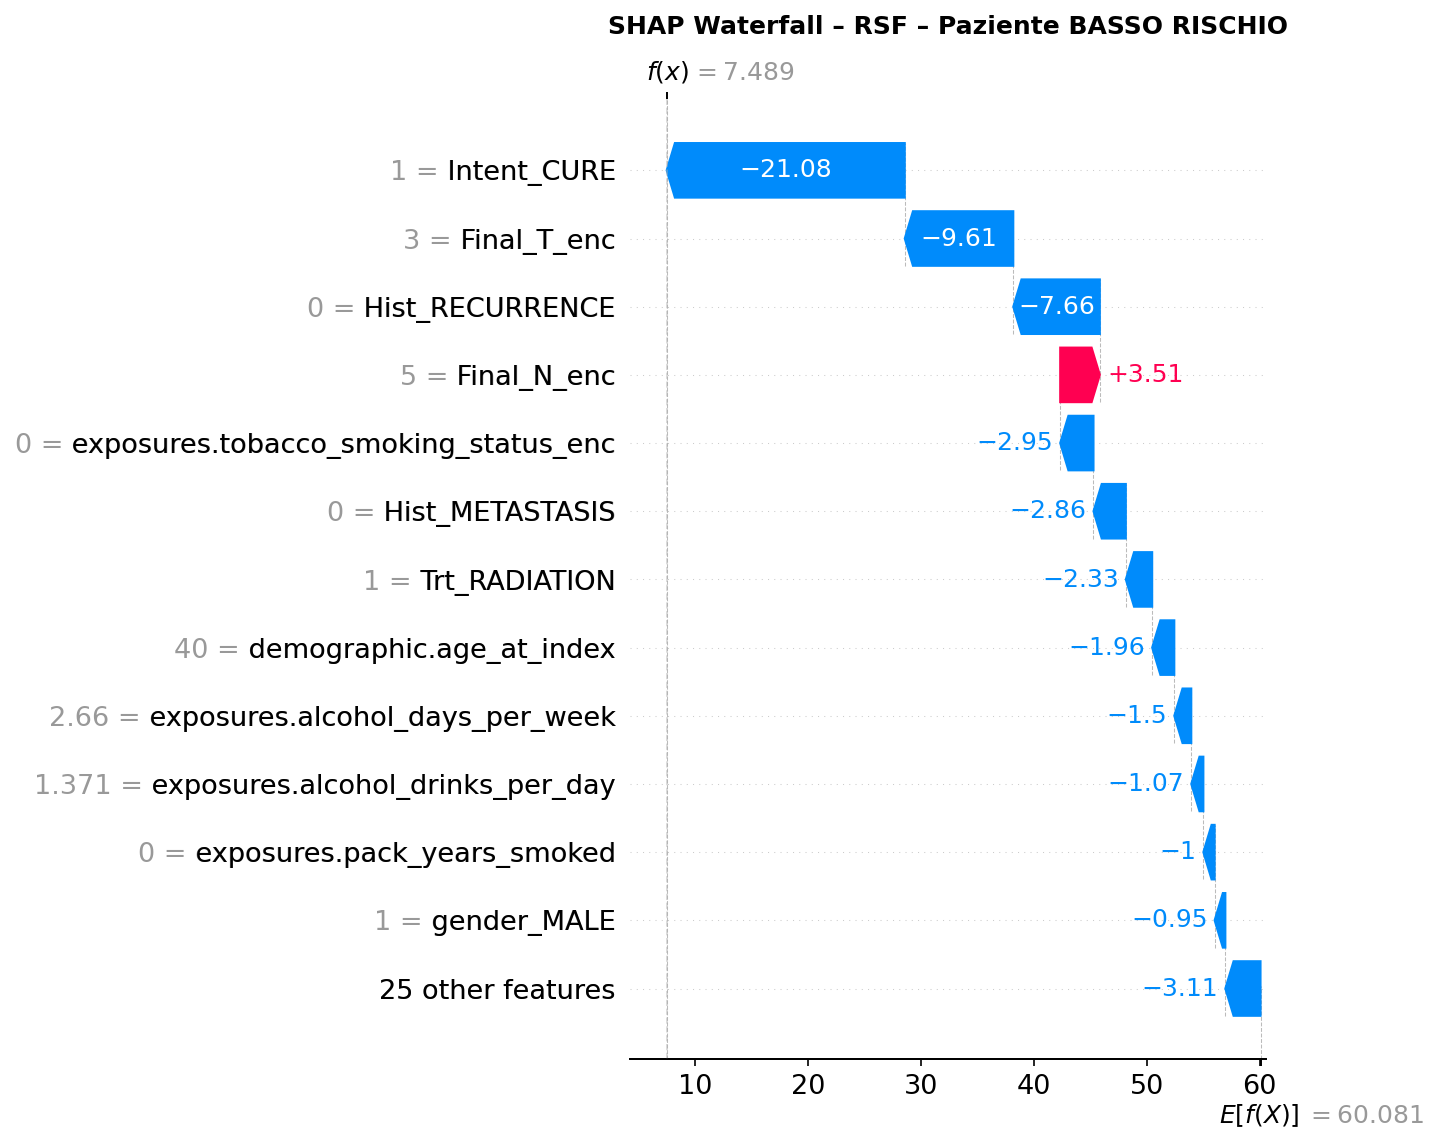 SHAP Waterfall – RSF – Paziente BASSO RISCHIO
f(x) = 7.489
1 = Intent_CURE −21.08
3 = Final_T_enc −9.61
0 = Hist_RECURRENCE −7.66
5 = Final_N_enc +3.51
0 = exposures.tobacco_smoking_status_enc −2.95
0 = Hist_METASTASIS −2.86
1 = Trt_RADIATION −2.33
40 = demographic.age_at_index −1.96
2.66 = exposures.alcohol_days_per_week −1.5
1.371 = exposures.alcohol_drinks_per_day −1.07
0 = exposures.pack_years_smoked −1
1 = gender_MALE −0.95
25 other features −3.11
10 20 30 40 50 60
E[f(X)] = 60.081